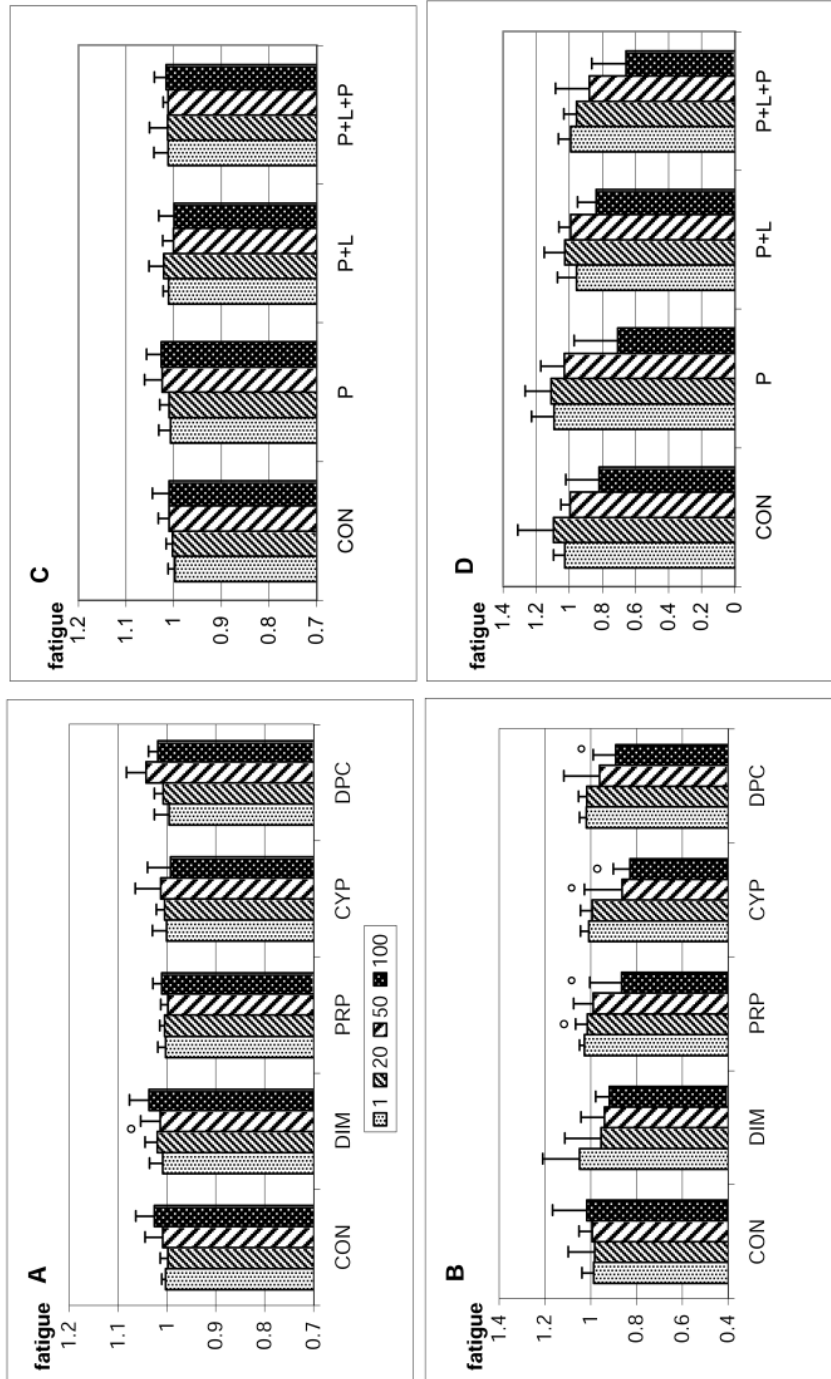 A
fatigue
1.2
1.1
1
0.9
0.8
0.7
CON
DIM
PRP
CYP
DPC
1 20 50 100
B
fatigue
1.4
1.2
1
0.8
0.6
0.4
CON
DIM
PRP
CYP
DPC
C
fatigue
1.2
1.1
1
0.9
0.8
0.7
CON
P
P+L
P+L+P
D
fatigue
1.4
1.2
1
0.8
0.6
0.4
0.2
0
CON
P
P+L
P+L+P